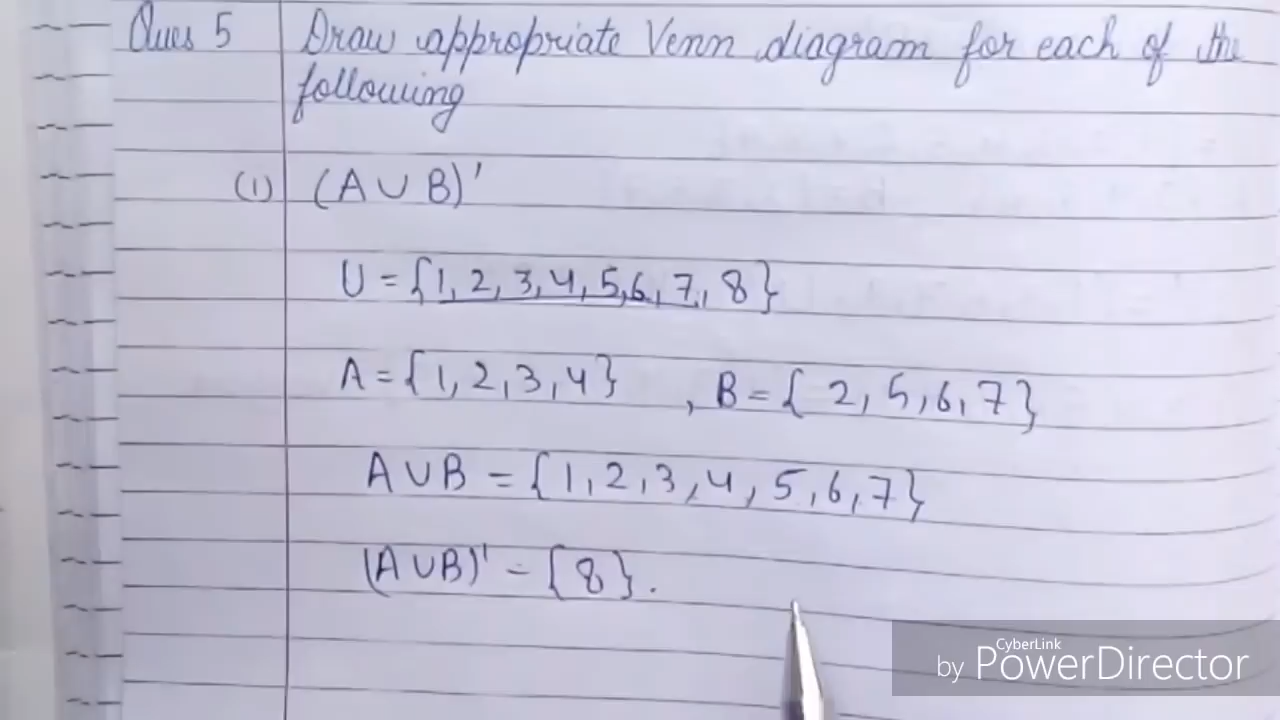 Ques 5 Draw appropriate Venn diagram for each of the
following
(1) (A ∪ B)'
U = {1, 2, 3, 4, 5, 6, 7, 8}
A = {1, 2, 3, 4} , B = { 2, 5, 6, 7}
A ∪ B = {1, 2, 3, 4, 5, 6, 7}
(A ∪ B)' = {8}.
CyberLink
by PowerDirector